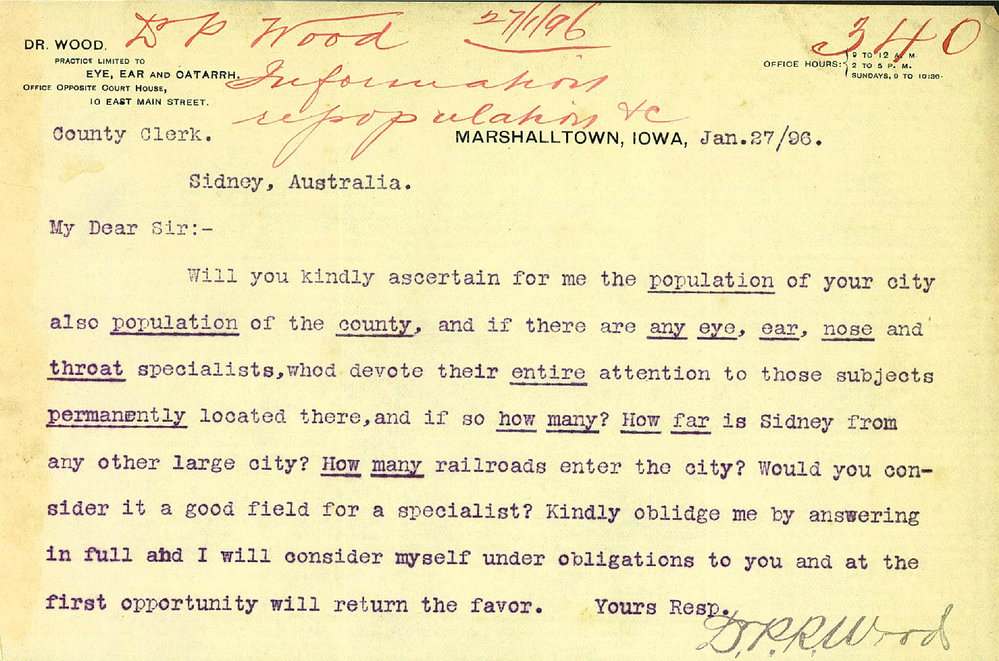 DR. WOOD.
PRACTICE LIMITED TO
EYE, EAR AND CATARRH,
OFFICE OPPOSITE COURT HOUSE,
10 EAST MAIN STREET.
Dr P Wood
27/1/96
340
Information
re population &c
OFFICE HOURS:
9 TO 12 A. M.
2 TO 5 P. M.
SUNDAYS, 9 TO 10:30.
County Clerk.
MARSHALLTOWN, IOWA, Jan.27/96.
Sidney, Australia.
My Dear Sir:-
Will you kindly ascertain for me the population of your city
also population of the county, and if there are any eye, ear, nose and
throat specialists,whod devote their entire attention to those subjects
permanently located there,and if so how many? How far is Sidney from
any other large city? How many railroads enter the city? Would you con-
sider it a good field for a specialist? Kindly oblidge me by answering
in full ahd I will consider myself under obligations to you and at the
first opportunity will return the favor. Yours Resp.
Dr. P.R. Wood